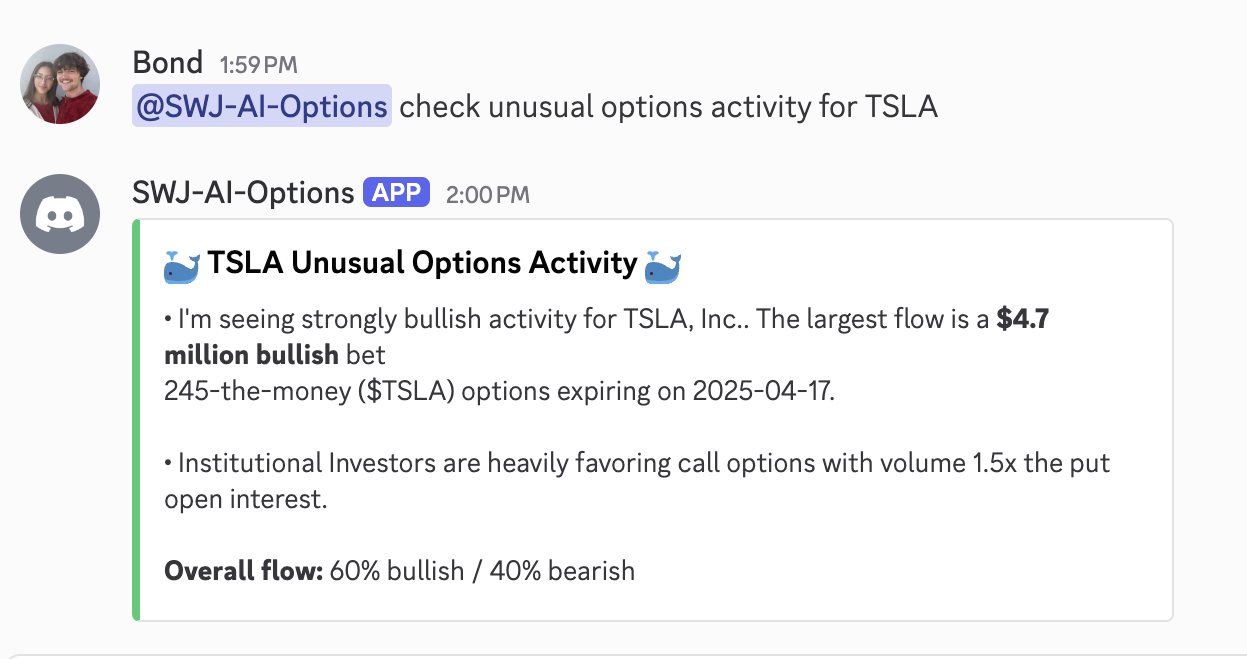 Bond 1:59 PM
@SWJ-AI-Options check unusual options activity for TSLA
SWJ-AI-Options APP 2:00 PM
🐳 TSLA Unusual Options Activity 🐳
• I'm seeing strongly bullish activity for TSLA, Inc.. The largest flow is a $4.7
million bullish bet
245-the-money ($TSLA) options expiring on 2025-04-17.
• Institutional Investors are heavily favoring call options with volume 1.5x the put
open interest.
Overall flow: 60% bullish / 40% bearish